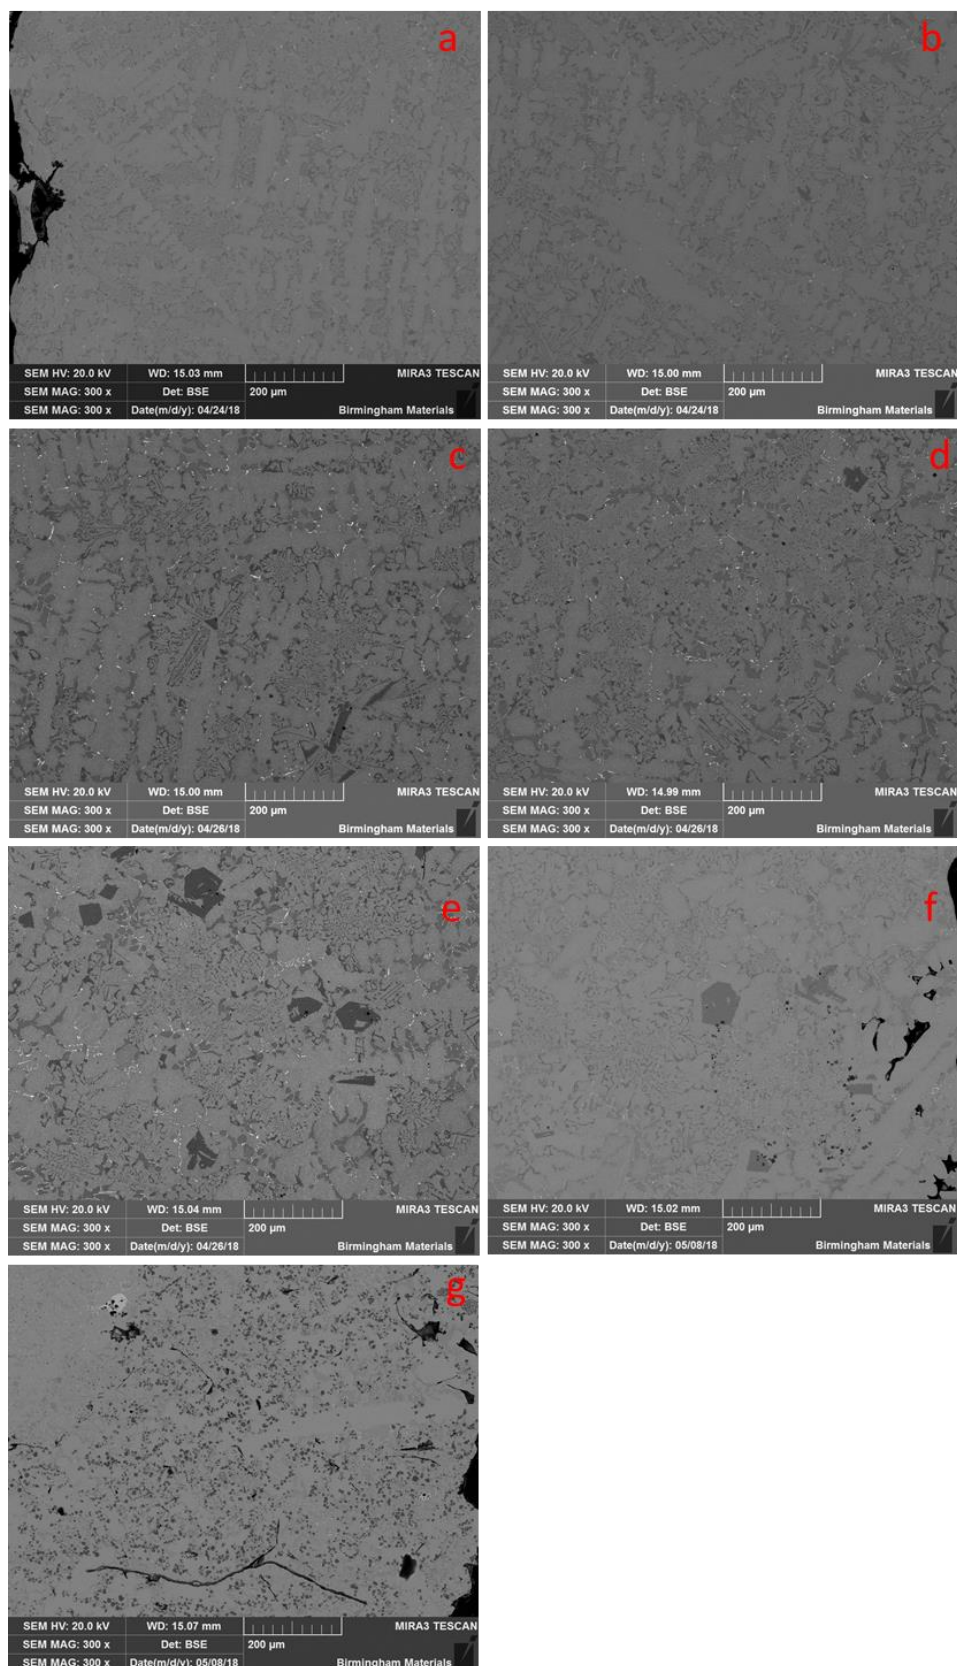 a
SEM HV: 20.0 kV WD: 15.03 mm MIRA3 TESCAN
SEM MAG: 300 x Det: BSE 200 µm
SEM MAG: 300 x Date(m/d/y): 04/24/18 Birmingham Materials
b
SEM HV: 20.0 kV WD: 15.00 mm MIRA3 TESCAN
SEM MAG: 300 x Det: BSE 200 µm
SEM MAG: 300 x Date(m/d/y): 04/24/18 Birmingham Materials
c
SEM HV: 20.0 kV WD: 15.00 mm MIRA3 TESCAN
SEM MAG: 300 x Det: BSE 200 µm
SEM MAG: 300 x Date(m/d/y): 04/26/18 Birmingham Materials
d
SEM HV: 20.0 kV WD: 14.99 mm MIRA3 TESCAN
SEM MAG: 300 x Det: BSE 200 µm
SEM MAG: 300 x Date(m/d/y): 04/26/18 Birmingham Materials
e
SEM HV: 20.0 kV WD: 15.04 mm MIRA3 TESCAN
SEM MAG: 300 x Det: BSE 200 µm
SEM MAG: 300 x Date(m/d/y): 04/26/18 Birmingham Materials
f
SEM HV: 20.0 kV WD: 15.02 mm MIRA3 TESCAN
SEM MAG: 300 x Det: BSE 200 µm
SEM MAG: 300 x Date(m/d/y): 05/08/18 Birmingham Materials
g
SEM HV: 20.0 kV WD: 15.07 mm MIRA3 TESCAN
SEM MAG: 300 x Det: BSE 200 µm
SEM MAG: 300 x Date(m/d/y): 05/08/18 Birmingham Materials